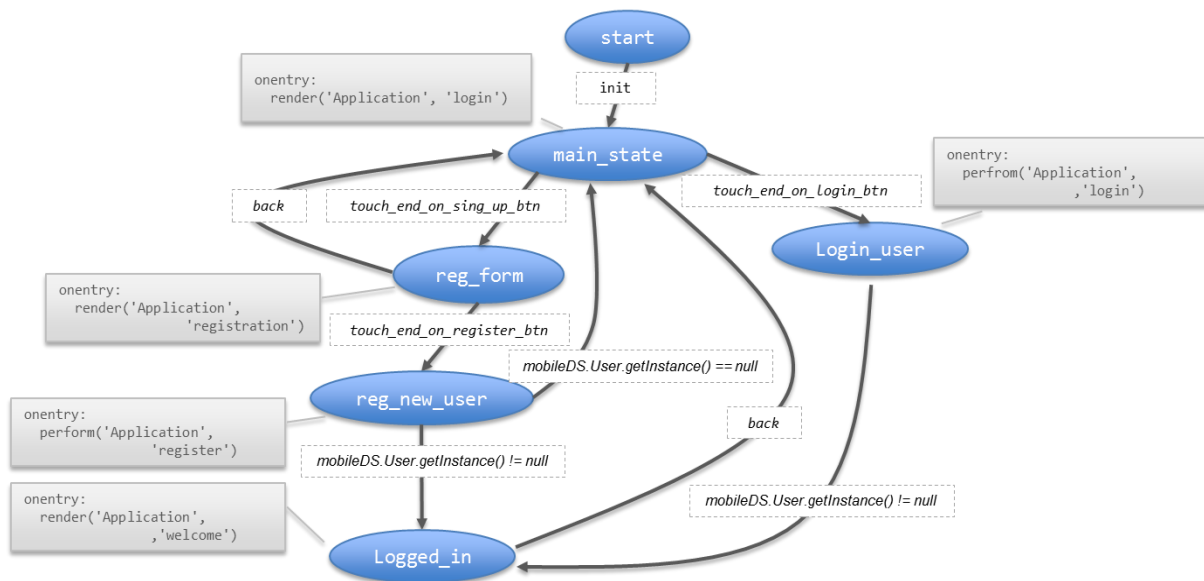 start
init
onentry:
render('Application', 'login')
main_state
onentry:
perfrom('Application',
,'login')
touch_end_on_login_btn
back
touch_end_on_sing_up_btn
Login_user
reg_form
onentry:
render('Application',
'registration')
touch_end_on_register_btn
mobileDS.User.getInstance() == null
reg_new_user
onentry:
perform('Application',
'register')
back
mobileDS.User.getInstance() != null
mobileDS.User.getInstance() != null
onentry:
render('Application',
,'welcome')
Logged_in